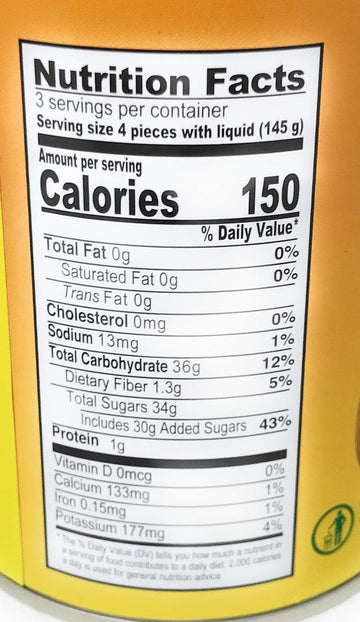 Nutrition Facts
3 servings per container
Serving size 4 pieces with liquid (145 g)
Amount per serving
Calories 150
% Daily Value*
Total Fat 0g 0%
Saturated Fat 0g 0%
Trans Fat 0g
Cholesterol 0mg 0%
Sodium 13mg 1%
Total Carbohydrate 36g 12%
Dietary Fiber 1.3g 5%
Total Sugars 34g
Includes 30g Added Sugars 43%
Protein 1g
Vitamin D 0mcg 0%
Calcium 133mg 1%
Iron 0.15mg 1%
Potassium 177mg 4%
* The % Daily Value (DV) tells you how much a nutrient in
a serving of food contributes to a daily diet. 2,000 calories
a day is used for general nutrition advice.